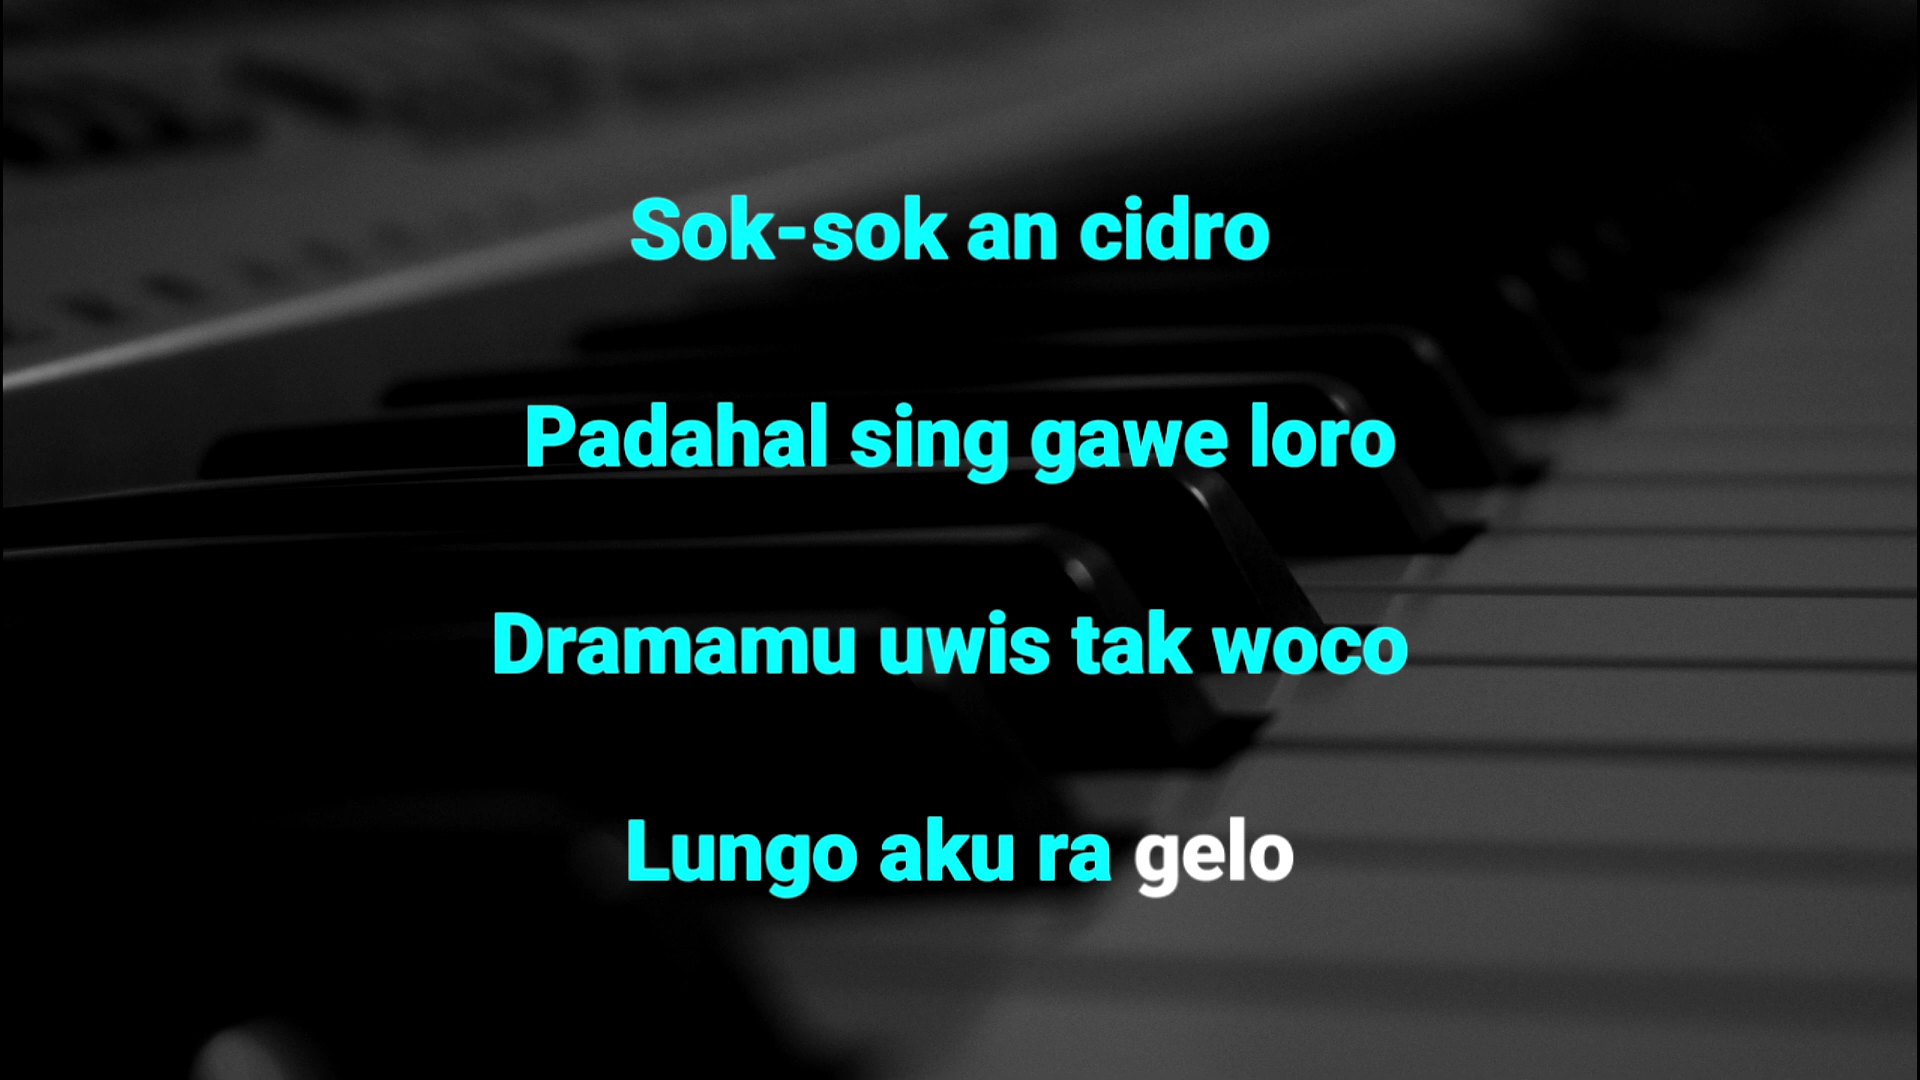 Sok-sok an cidro
Padahal sing gawe loro
Dramamu uwis tak woco
Lungo aku ra gelo